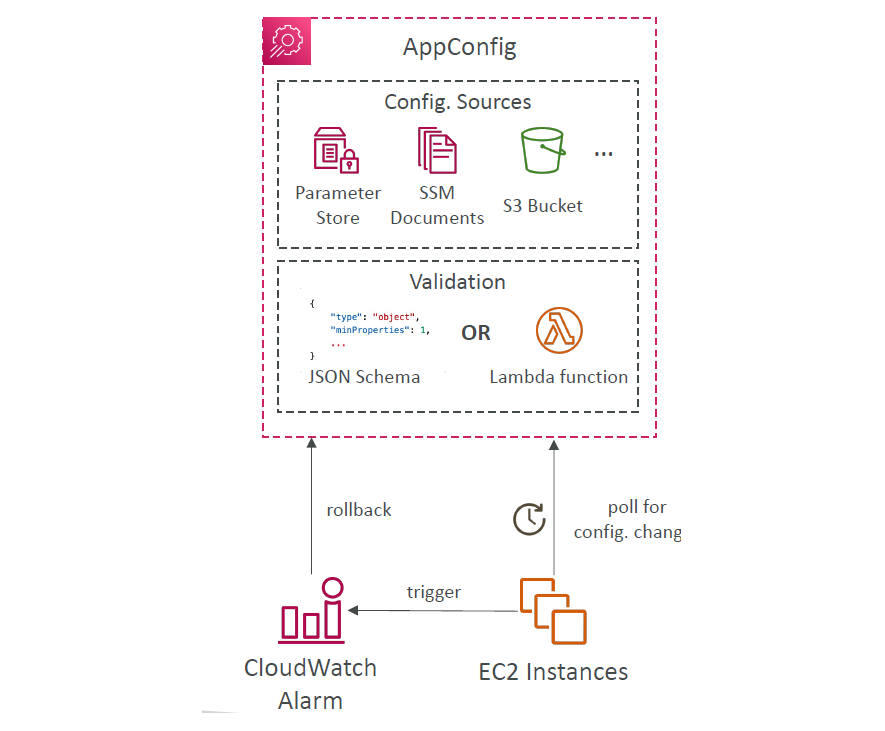 AppConfig
Config. Sources
Parameter
Store
SSM
Documents
S3 Bucket
...
Validation
{
"type": "object",
"minProperties": 1,
...
}
JSON Schema
OR
Lambda function
rollback
poll for
config. chang
trigger
CloudWatch
Alarm
EC2 Instances